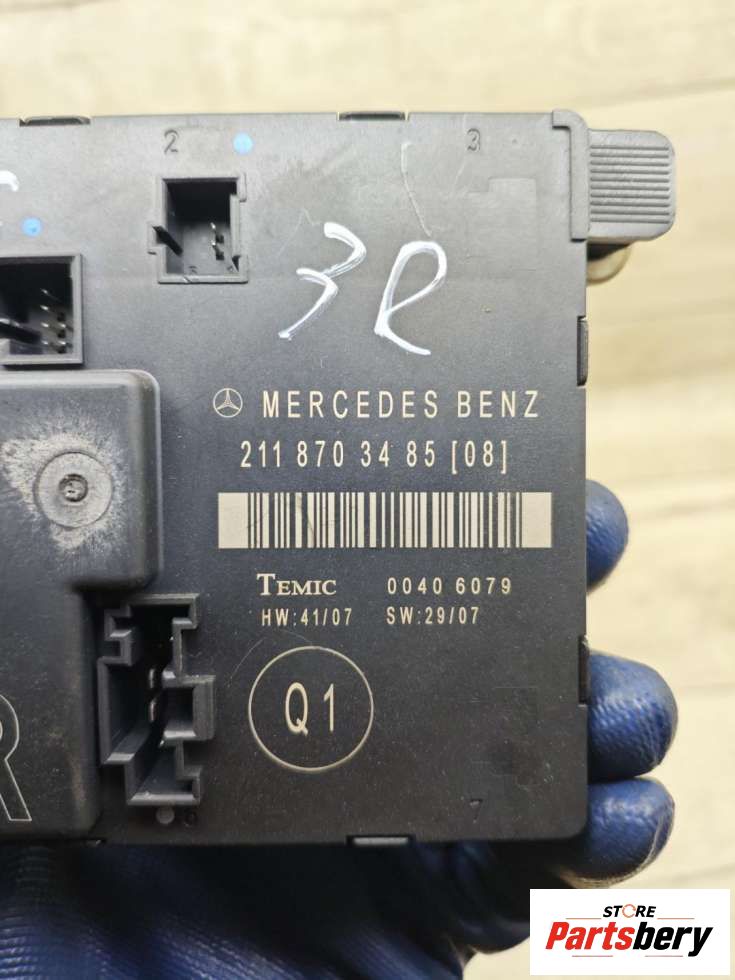 2
3
3R
MERCEDES BENZ
211 870 34 85 [08]
TEMIC 0040 6079
HW:41/07 SW:29/07
Q1
R
7
STORE
Partsbery